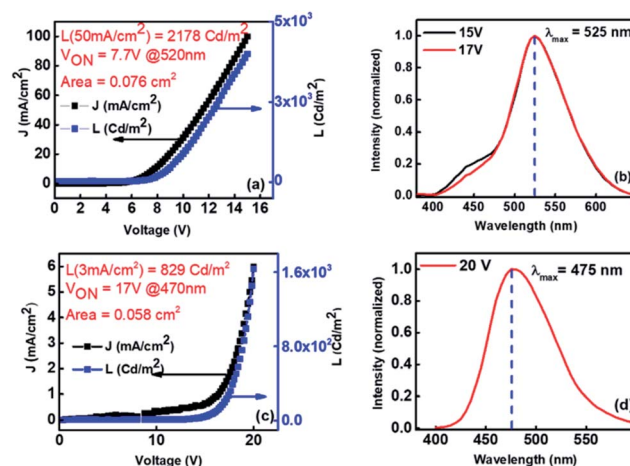 L(50mA/cm²) = 2178 Cd/m²
V_ON = 7.7V @520nm
Area = 0.076 cm²
J (mA/cm²)
L (Cd/m²)
(a)
100
80
60
40
20
0
J (mA/cm²)
5x10³
3x10³
0
L (Cd/m²)
0 2 4 6 8 10 12 14 16
Voltage (V)
15V
17V
λmax = 525 nm
(b)
1.0
0.8
0.6
0.4
0.2
0.0
Intensity (normalized)
400 450 500 550 600
Wavelength (nm)
L(3mA/cm²) = 829 Cd/m²
V_ON = 17V @470nm
Area = 0.058 cm²
J (mA/cm²)
L (Cd/m²)
(c)
6
5
4
3
2
1
0
J (mA/cm²)
1.6x10³
8.0x10²
0.0
L (Cd/m²)
0 10 20
Voltage (V)
20 V
λmax = 475 nm
(d)
1.0
0.8
0.6
0.4
0.2
0.0
Intensity (normalized)
400 450 500 550
Wavelength (nm)